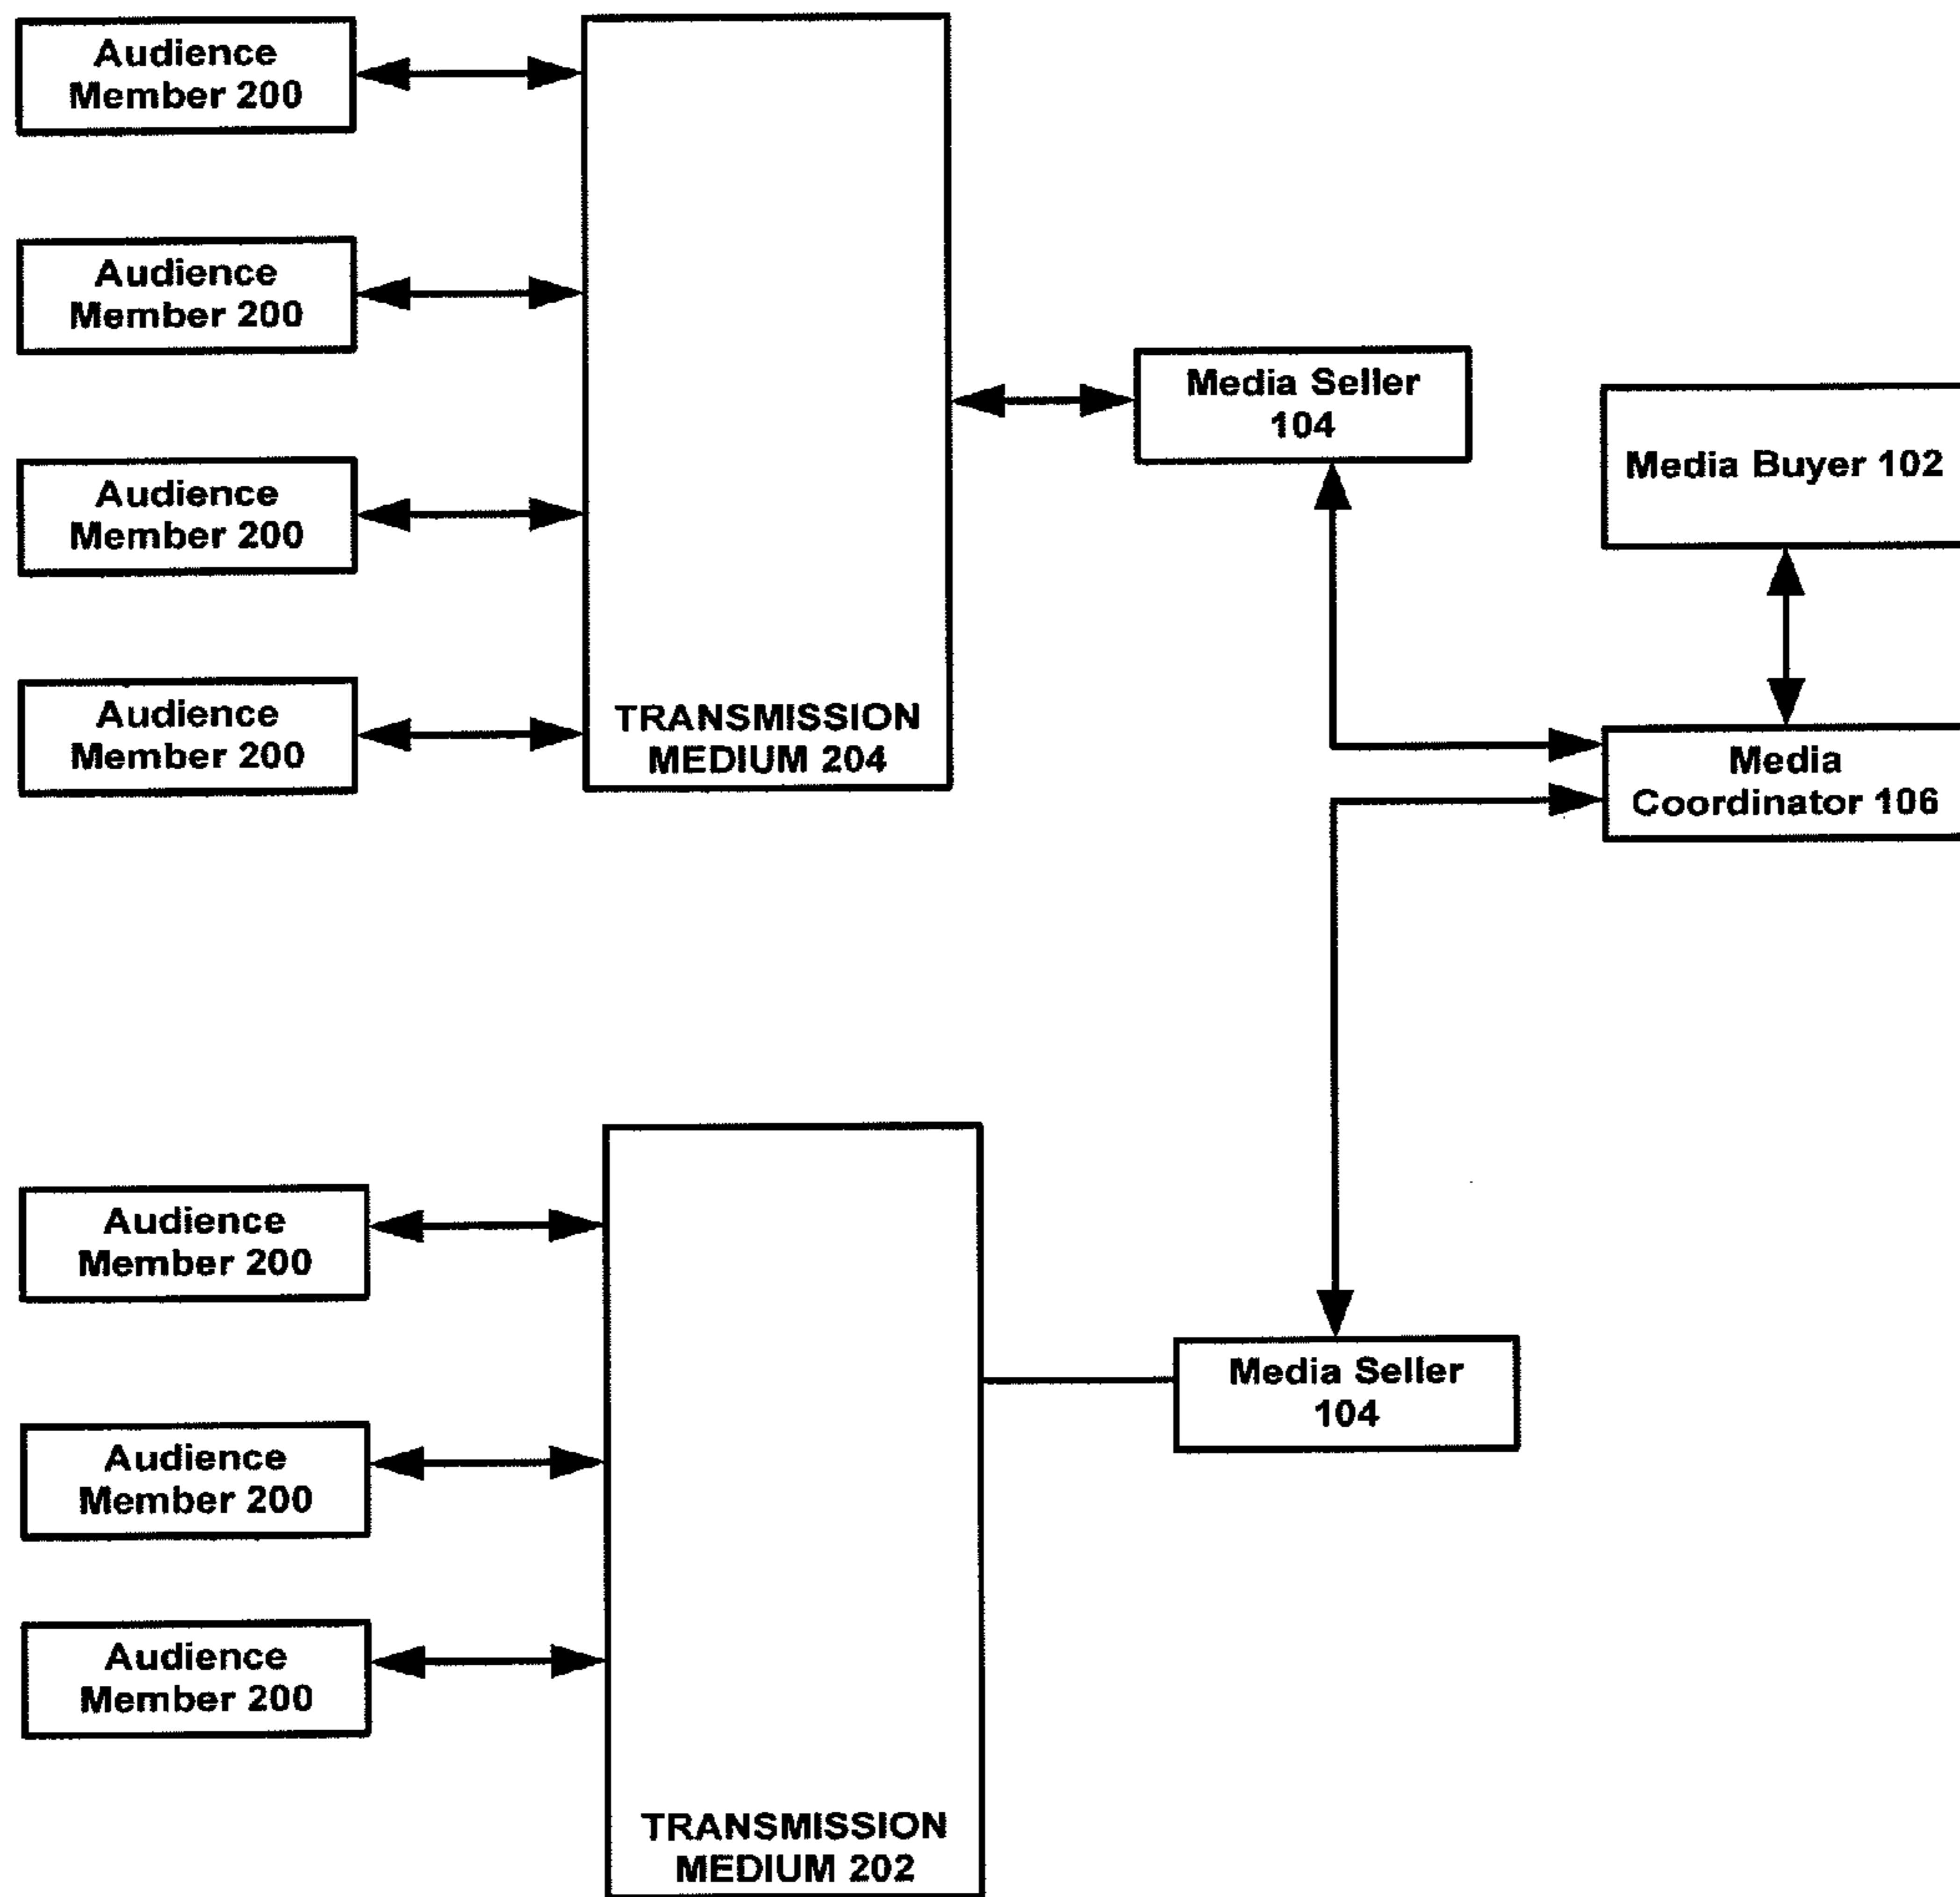 Audience
Member 200
Audience
Member 200
Media Seller
104
Media Buyer 102
Audience
Member 200
Audience
Member 200
TRANSMISSION
MEDIUM 204
Media
Coordinator 106
Audience
Member 200
Media Seller
104
Audience
Member 200
Audience
Member 200
TRANSMISSION
MEDIUM 202